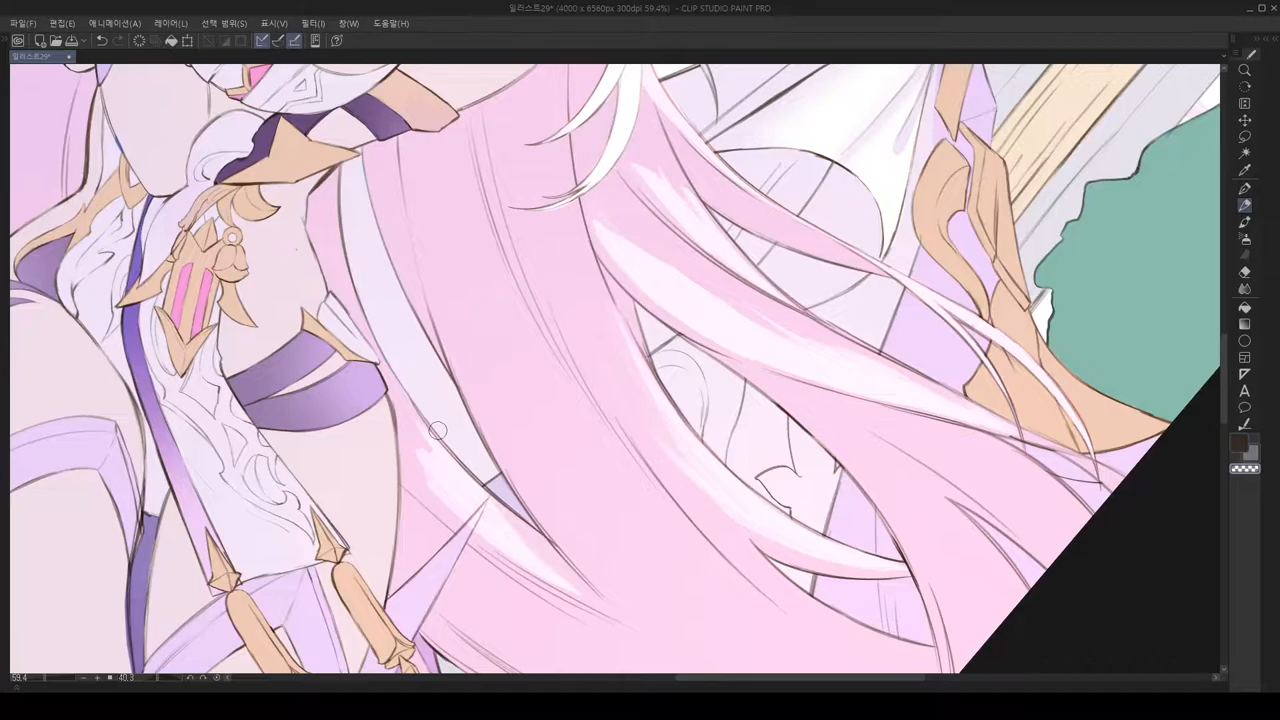 일러스트29* (4000 x 6560px 300dpi 59.4%) - CLIP STUDIO PAINT PRO
파일(F) 편집(E) 애니메이션(A) 레이어(L) 선택 범위(S) 표시(V) 필터(I) 창(W) 도움말(H)
일러스트29*
59.4 40.3